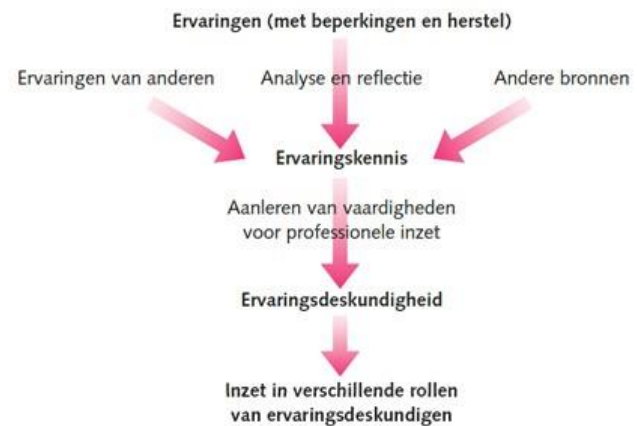 Ervaringen (met beperkingen en herstel)
Ervaringen van anderen
Analyse en reflectie
Andere bronnen
Ervaringskennis
Aanleren van vaardigheden
voor professionele inzet
Ervaringsdeskundigheid
Inzet in verschillende rollen
van ervaringsdeskundigen